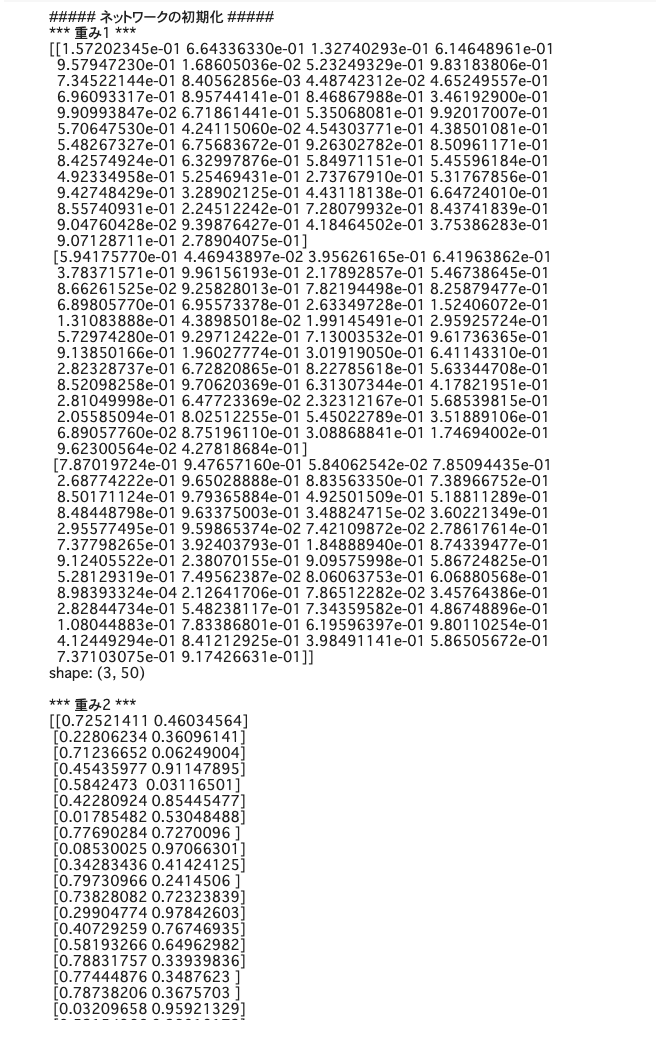 ##### ネットワークの初期化 #####
*** 重み1 ***
[[1.57202345e-01 6.64336330e-01 1.32740293e-01 6.14648961e-01
9.57947230e-01 1.68605036e-02 5.23249329e-01 9.83183806e-01
7.34522144e-01 8.40562856e-03 4.48742312e-02 4.65249557e-01
6.96093317e-01 8.95744141e-01 8.46867988e-01 3.46192900e-01
9.90993847e-02 6.71861441e-01 5.35068081e-01 9.92017007e-01
5.70647530e-01 4.24115060e-02 4.54303771e-01 4.38501081e-01
5.48267327e-01 6.75683672e-01 9.26302782e-01 8.50961171e-01
8.42574924e-01 6.32997876e-01 5.84971151e-01 5.45596184e-01
4.92334958e-01 5.25469431e-01 2.73767910e-01 5.31767856e-01
9.42748429e-01 3.28902125e-01 4.43118138e-01 6.64724010e-01
8.55740931e-01 2.24512242e-01 7.28079932e-01 8.43741839e-01
9.04760428e-02 9.39876427e-01 4.18464502e-01 3.75386283e-01
9.07128711e-01 2.78904075e-01]
[5.94175770e-01 4.46943897e-02 3.95626165e-01 6.41963862e-01
3.78371571e-01 9.96156193e-01 2.17892857e-01 5.46738645e-01
8.66261525e-02 9.25828013e-01 7.82194498e-01 8.25879477e-01
6.89805770e-01 6.95573378e-01 2.63349728e-01 1.52406072e-01
1.31083888e-01 4.38985018e-02 1.99145491e-01 2.95925724e-01
5.72974280e-01 9.29712422e-01 7.13003532e-01 9.61736365e-01
9.13850166e-01 1.96027774e-01 3.01919050e-01 6.41143310e-01
2.82328737e-01 6.72820865e-01 8.22785618e-01 5.63344708e-01
8.52098258e-01 9.70620369e-01 6.31307344e-01 4.17821951e-01
2.81049998e-01 6.47723369e-02 2.32312167e-01 5.68539815e-01
2.05585094e-01 8.02512255e-01 5.45022789e-01 3.51889106e-01
6.89057760e-02 8.75196110e-01 3.08868841e-01 1.74694002e-01
9.62300564e-02 4.27818684e-01]
[7.87019724e-01 9.47657160e-01 5.84062542e-02 7.85094435e-01
2.68774222e-01 9.65028888e-01 8.83563350e-01 7.38966752e-01
8.50171124e-01 9.79365884e-01 4.92501509e-01 5.18811289e-01
8.48448798e-01 9.63375003e-01 3.48824715e-02 3.60221349e-01
2.95577495e-01 9.59865374e-02 7.42109872e-02 2.78617614e-01
7.37798265e-01 3.92403793e-01 1.84888940e-01 8.74339477e-01
9.12405522e-01 2.38070155e-01 9.09575998e-01 5.86724825e-01
5.28129319e-01 7.49562387e-02 8.06063753e-01 6.06880568e-01
8.98393324e-04 2.12641706e-01 7.86512282e-02 3.45764386e-01
2.82844734e-01 5.48238117e-01 7.34359582e-01 4.86748896e-01
1.08044883e-01 7.83386801e-01 6.19596397e-01 9.80110254e-01
4.12449294e-01 8.41212925e-01 3.98491141e-01 5.86505672e-01
7.37103075e-01 9.17426631e-01]]
shape: (3, 50)
*** 重み2 ***
[[0.72521411 0.46034564]
[0.22806234 0.36096141]
[0.71236652 0.06249004]
[0.45435977 0.91147895]
[0.5842473  0.03116501]
[0.42280924 0.85445477]
[0.01785482 0.53048488]
[0.77690284 0.7270096 ]
[0.08530025 0.97066301]
[0.34283436 0.41424125]
[0.79730966 0.2414506 ]
[0.73828082 0.72323839]
[0.29904774 0.97842603]
[0.40729259 0.76746935]
[0.58193266 0.64962982]
[0.78831757 0.33939836]
[0.77444876 0.3487623 ]
[0.78738206 0.3675703 ]
[0.03209658 0.95921329]